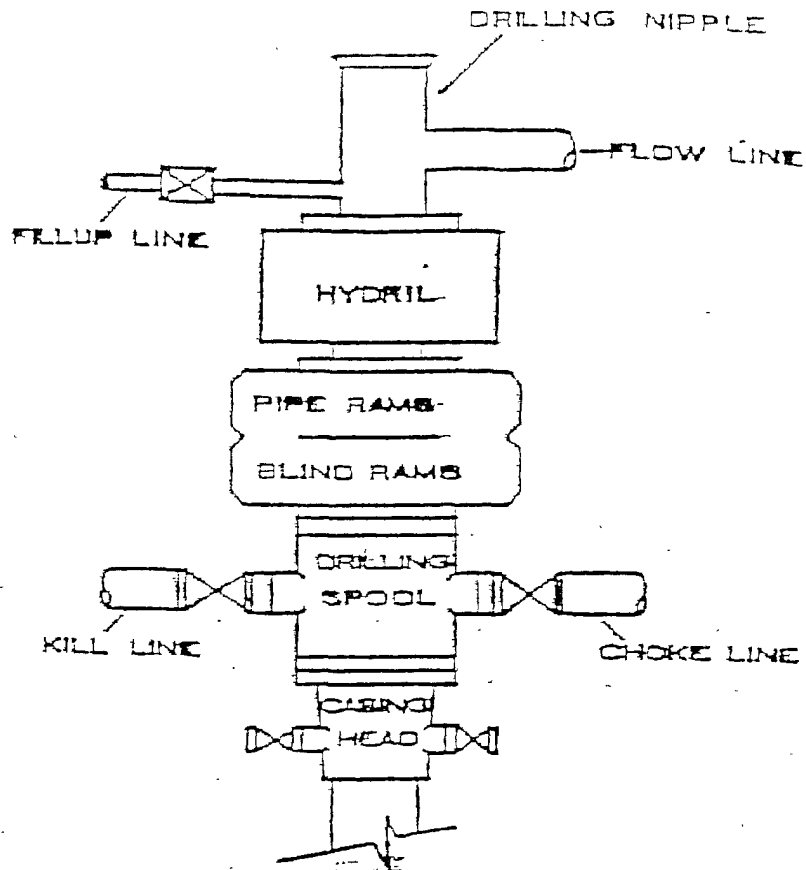 DRILLING NIPPLE
FLOW LINE
FILLUP LINE
HYDRIL
PIPE RAMS
BLIND RAMS
DRILLING
SPOOL
KILL LINE
CHOKE LINE
CASING
HEAD